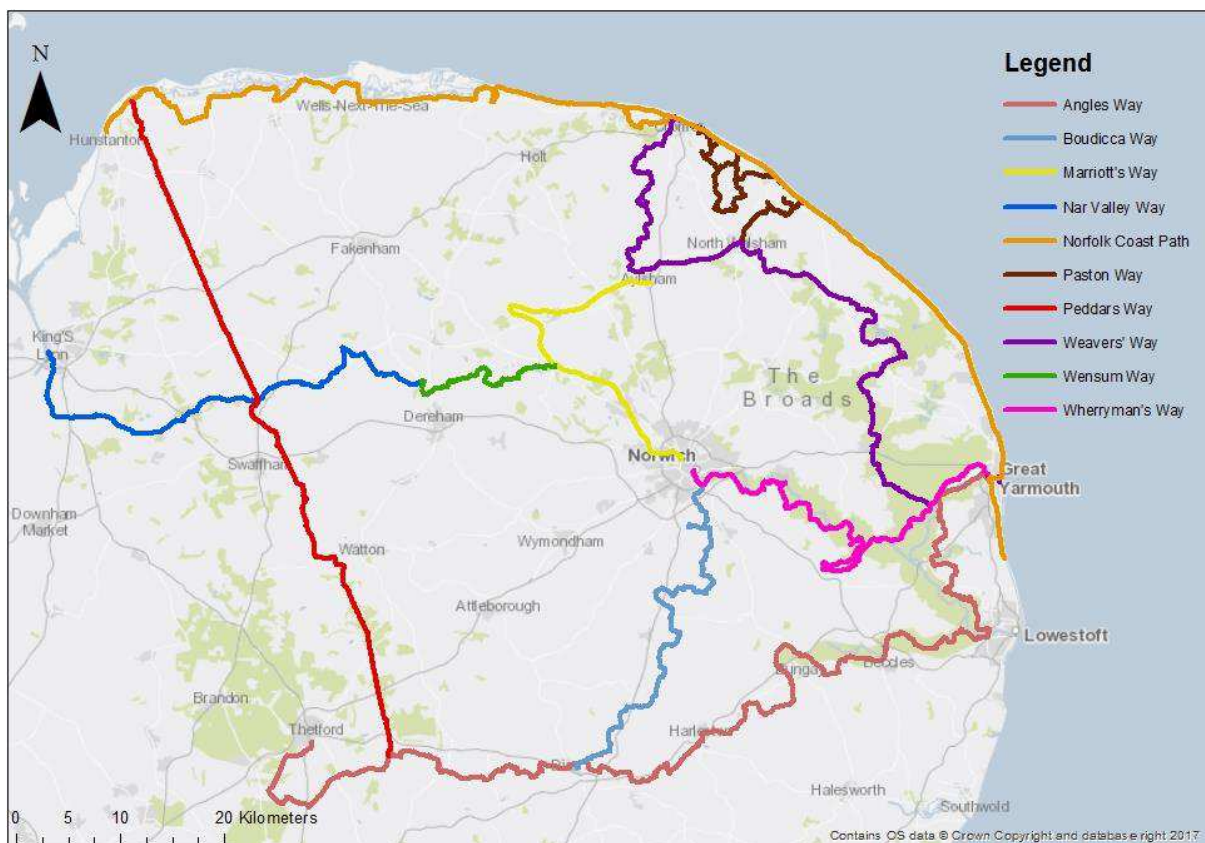 N
Legend
Angles Way
Boudicca Way
Marriott's Way
Nar Valley Way
Norfolk Coast Path
Paston Way
Peddars Way
Weavers' Way
Wensum Way
Wherryman's Way
Wells-Next-The-Sea
Hunstanton
Holt
Fakenham
North Walsham
Aylsham
King'S
Lynn
The
Broads
Dereham
Swaffham
Norwich
Great
Yarmouth
Downham
Market
Watton
Wymondham
Attleborough
Lowestoft
Bungay
Beccles
Brandon
Thetford
Harleston
Halesworth
Southwold
0 5 10 20 Kilometers
Contains OS data © Crown Copyright and database right 2017